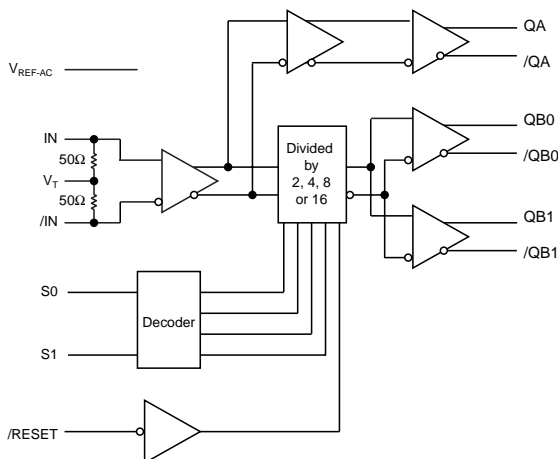 QA
/QA
VREF-AC
IN
50Ω
VT
50Ω
/IN
Divided
by
2, 4, 8
or 16
QB0
/QB0
QB1
/QB1
S0
Decoder
S1
/RESET